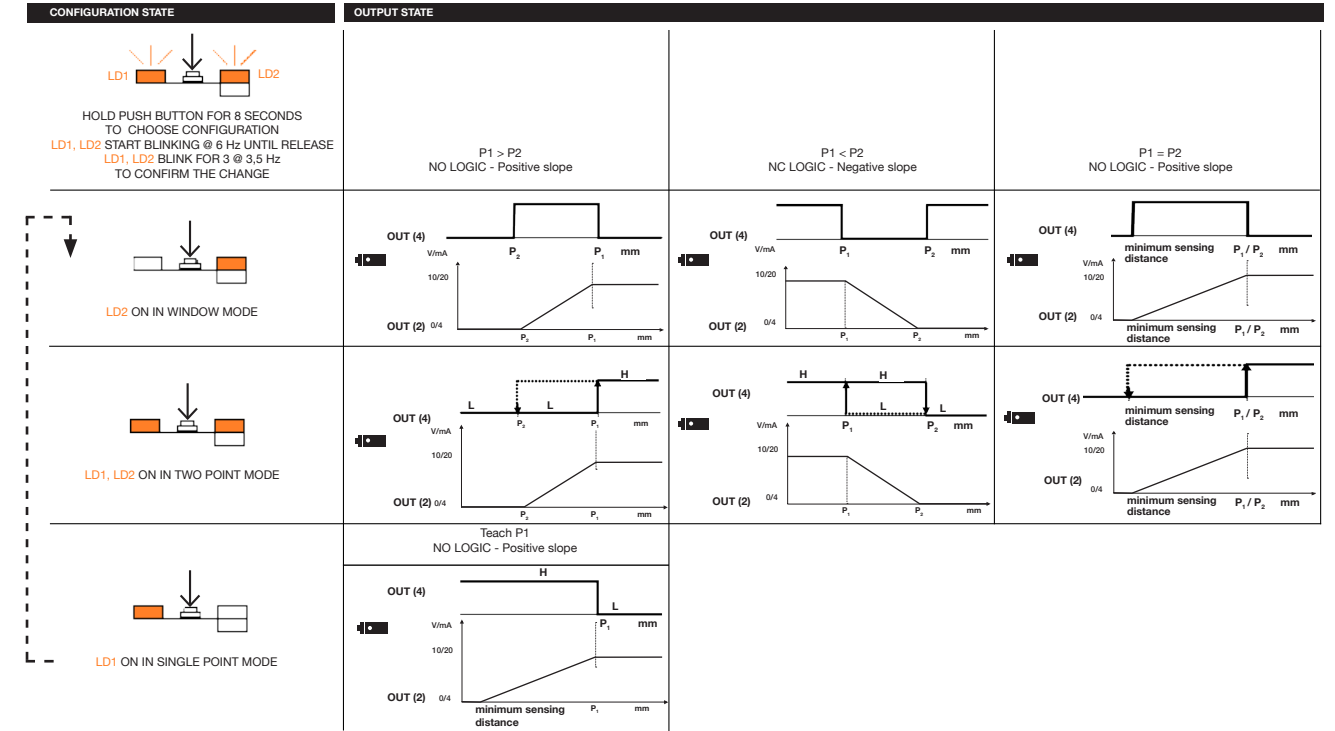 CONFIGURATION STATE
OUTPUT STATE
LD1
LD2
HOLD PUSH BUTTON FOR 8 SECONDS
TO CHOOSE CONFIGURATION
LD1, LD2 START BLINKING @ 6 Hz UNTIL RELEASE
LD1, LD2 BLINK FOR 3 @ 3,5 Hz
TO CONFIRM THE CHANGE
P1 > P2
NO LOGIC - Positive slope
P1 < P2
NC LOGIC - Negative slope
P1 = P2
NO LOGIC - Positive slope
LD2 ON IN WINDOW MODE
OUT (4)
P2 P1 mm
V/mA
10/20
OUT (2) 0/4
P2 P1 mm
OUT (4)
P1 P2 mm
V/mA
10/20
OUT (2) 0/4
P1 P2 mm
OUT (4)
minimum sensing
distance
P1 / P2 mm
V/mA
10/20
OUT (2) 0/4
minimum sensing
distance
P1 / P2 mm
LD1, LD2 ON IN TWO POINT MODE
H
L L
OUT (4)
P2 P1 mm
V/mA
10/20
OUT (2) 0/4
P2 P1 mm
H H
OUT (4)
L L
P1 P2 mm
V/mA
10/20
OUT (2) 0/4
P1 P2 mm
OUT (4)
minimum sensing
distance
P1 / P2 mm
V/mA
10/20
OUT (2) 0/4
minimum sensing
distance
P1 / P2 mm
Teach P1
NO LOGIC - Positive slope
LD1 ON IN SINGLE POINT MODE
H
OUT (4)
L
P1 mm
V/mA
10/20
OUT (2) 0/4
minimum sensing
distance
P1 mm